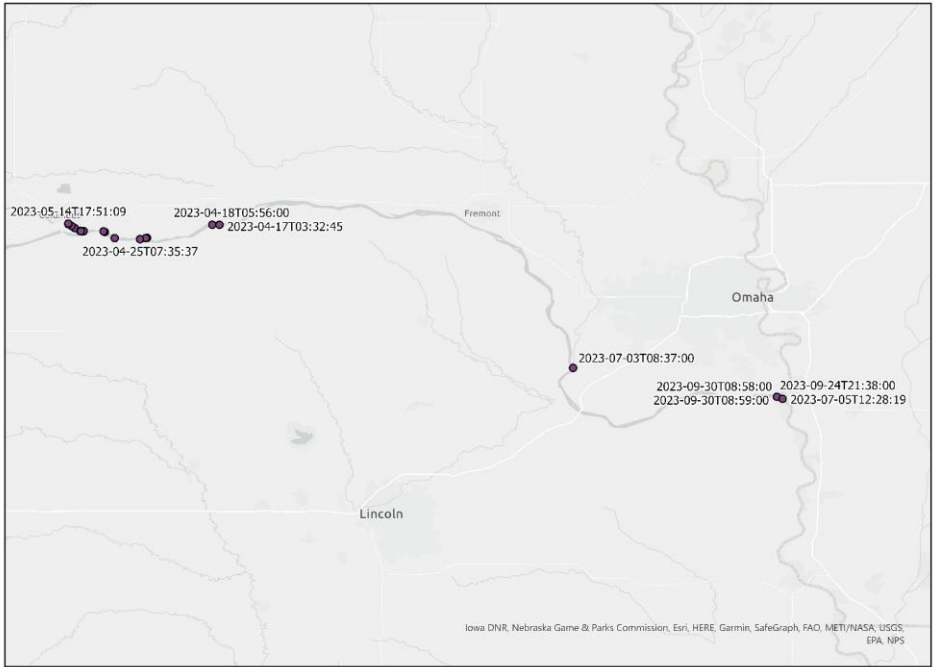 2023-05-14T17:51:09
2023-04-18T05:56:00
2023-04-17T03:32:45
2023-04-25T07:35:37
Fremont
Omaha
2023-07-03T08:37:00
2023-09-30T08:58:00
2023-09-24T21:38:00
2023-09-30T08:59:00
2023-07-05T12:28:19
Lincoln
Iowa DNR, Nebraska Game & Parks Commission, Esri, HERE, Garmin, SafeGraph, FAO, METI/NASA, USGS,
EPA, NPS